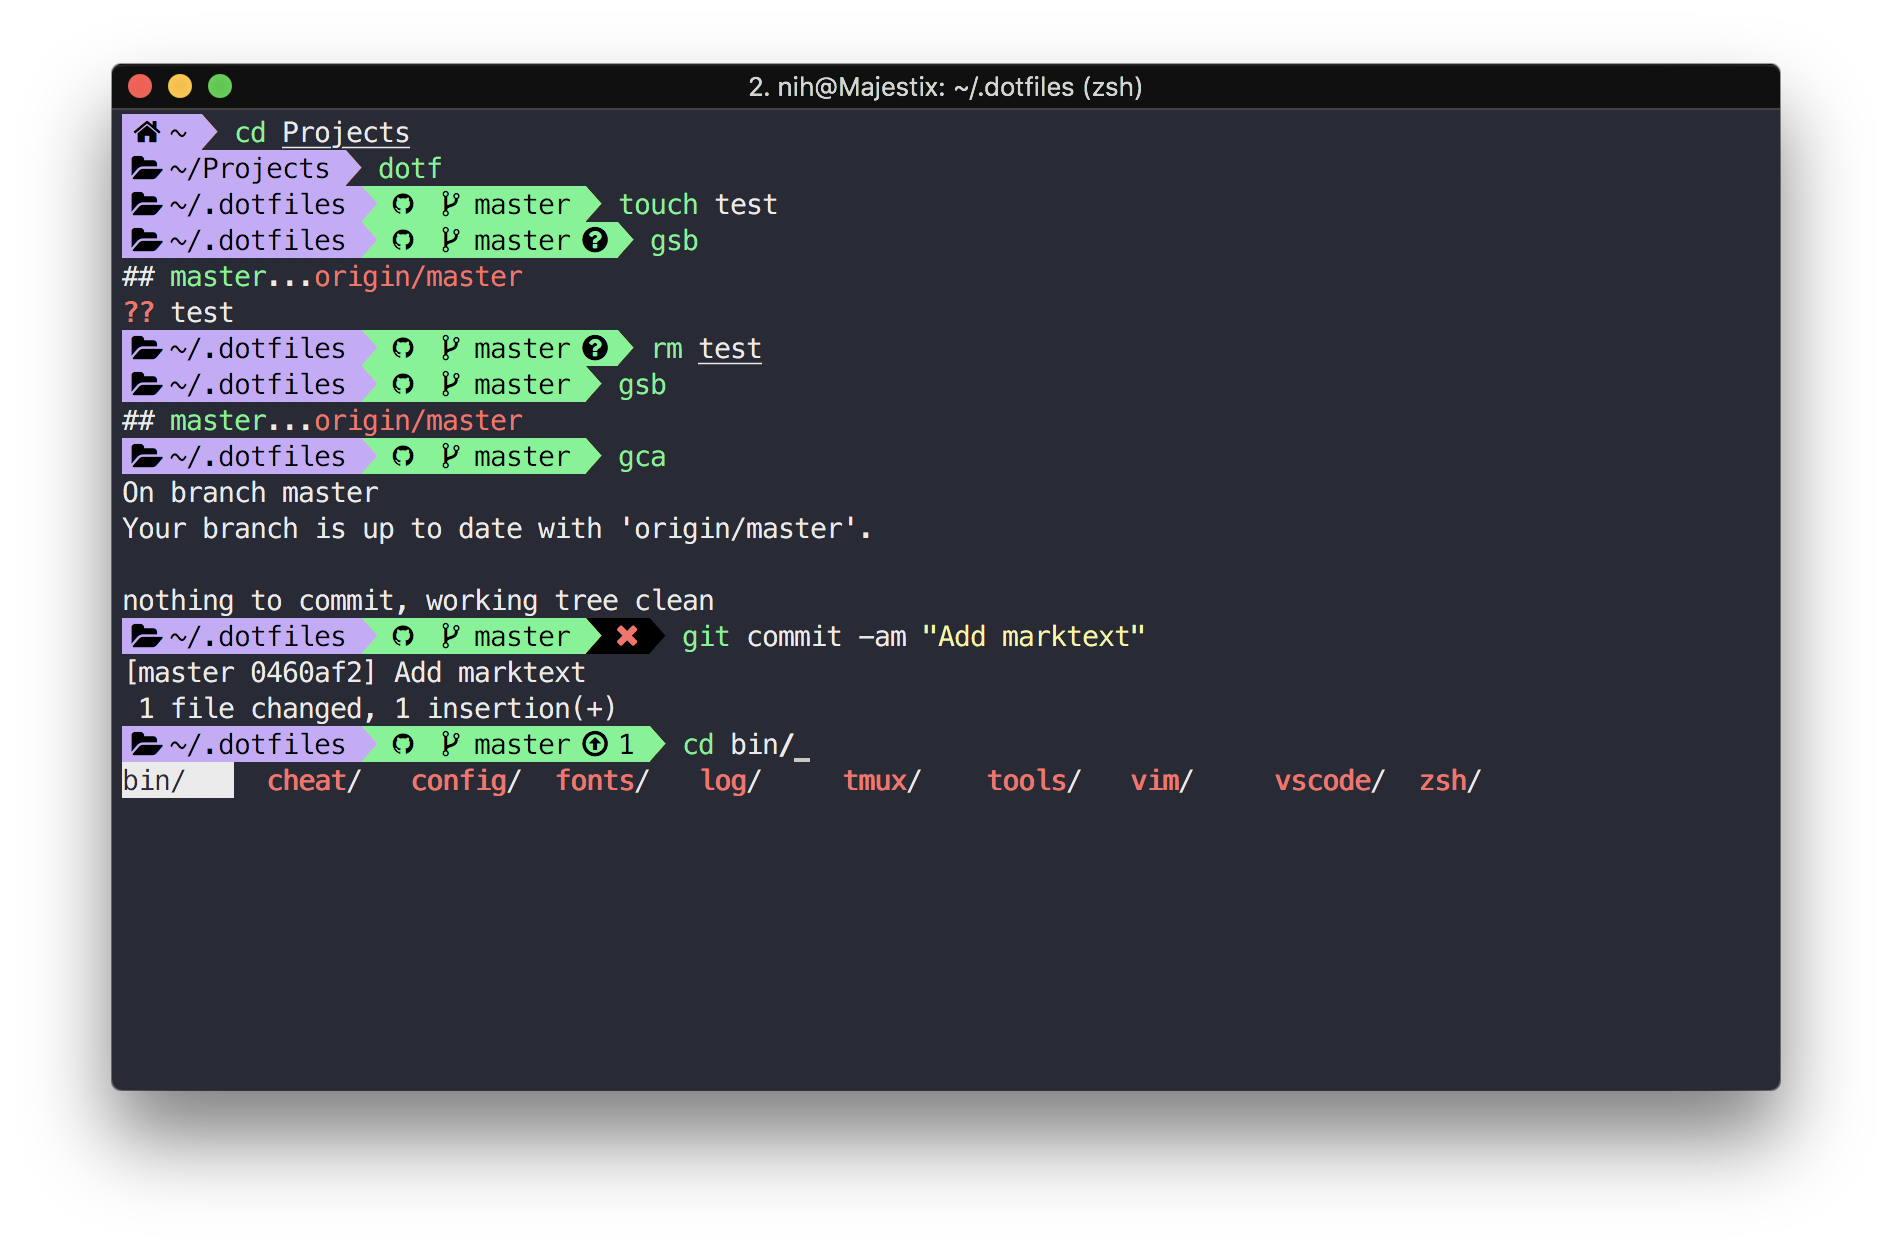 2. nih@Majestix: ~/.dotfiles (zsh)
~ cd Projects
~/Projects dotf
~/.dotfiles master touch test
~/.dotfiles master ? gsb
## master...origin/master
?? test
~/.dotfiles master ? rm test
~/.dotfiles master gsb
## master...origin/master
~/.dotfiles master gca
On branch master
Your branch is up to date with 'origin/master'.
nothing to commit, working tree clean
~/.dotfiles master ✖ git commit -am "Add marktext"
[master 0460af2] Add marktext
1 file changed, 1 insertion(+)
~/.dotfiles master 1 cd bin/_
bin/ cheat/ config/ fonts/ log/ tmux/ tools/ vim/ vscode/ zsh/